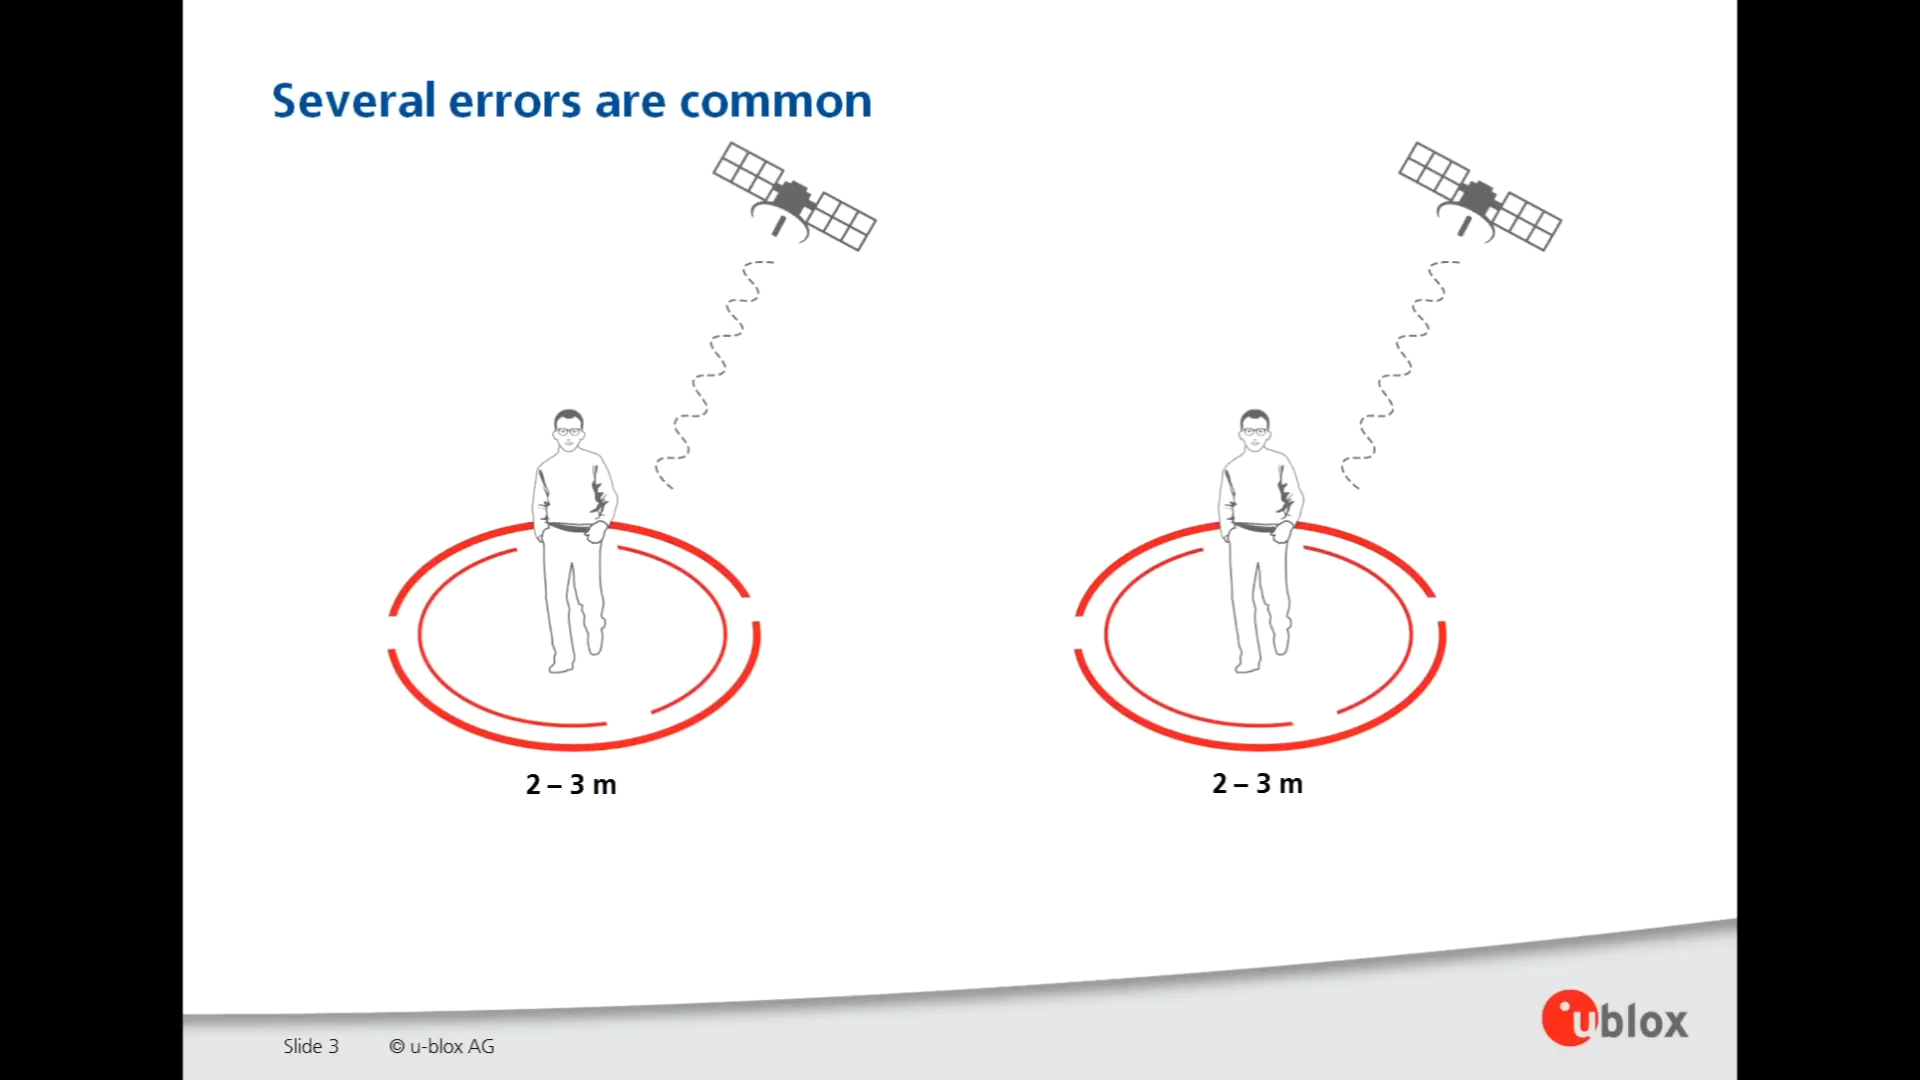 Several errors are common
2 – 3 m
2 – 3 m
Slide 3
© u-blox AG
ublox